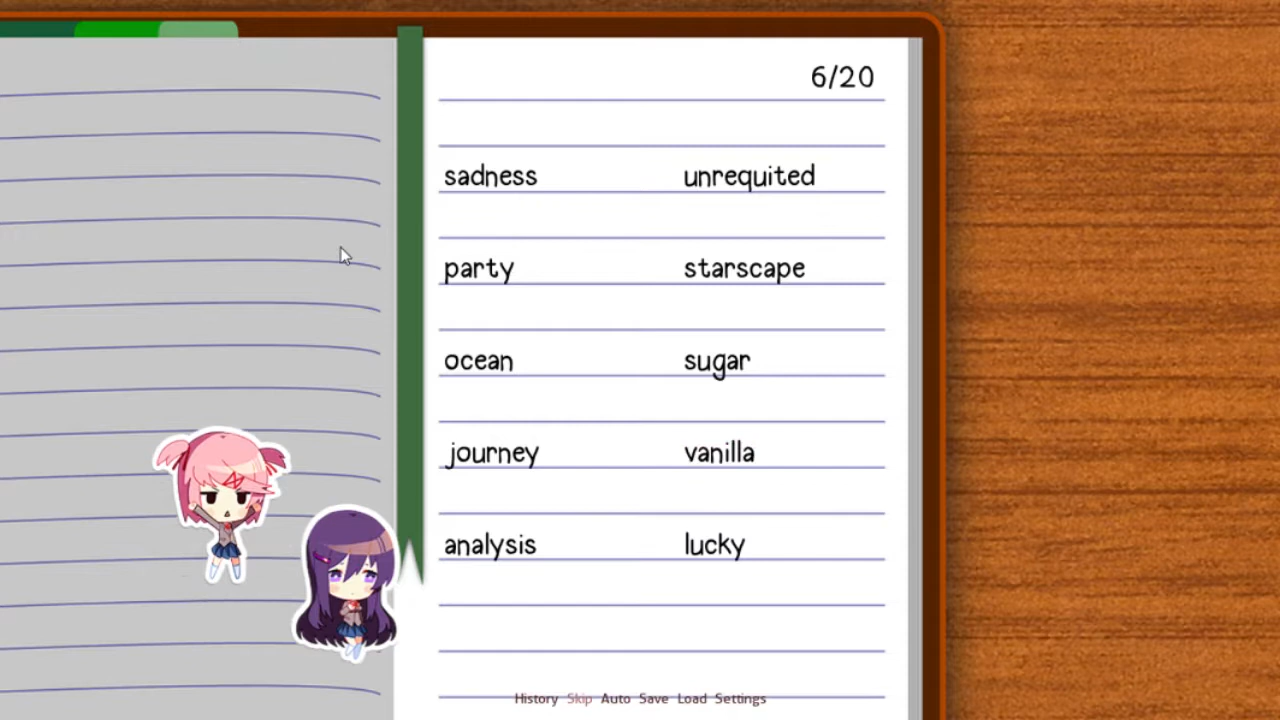 6/20
sadness unrequited
party starscape
ocean sugar
journey vanilla
analysis lucky
History Skip Auto Save Load Settings